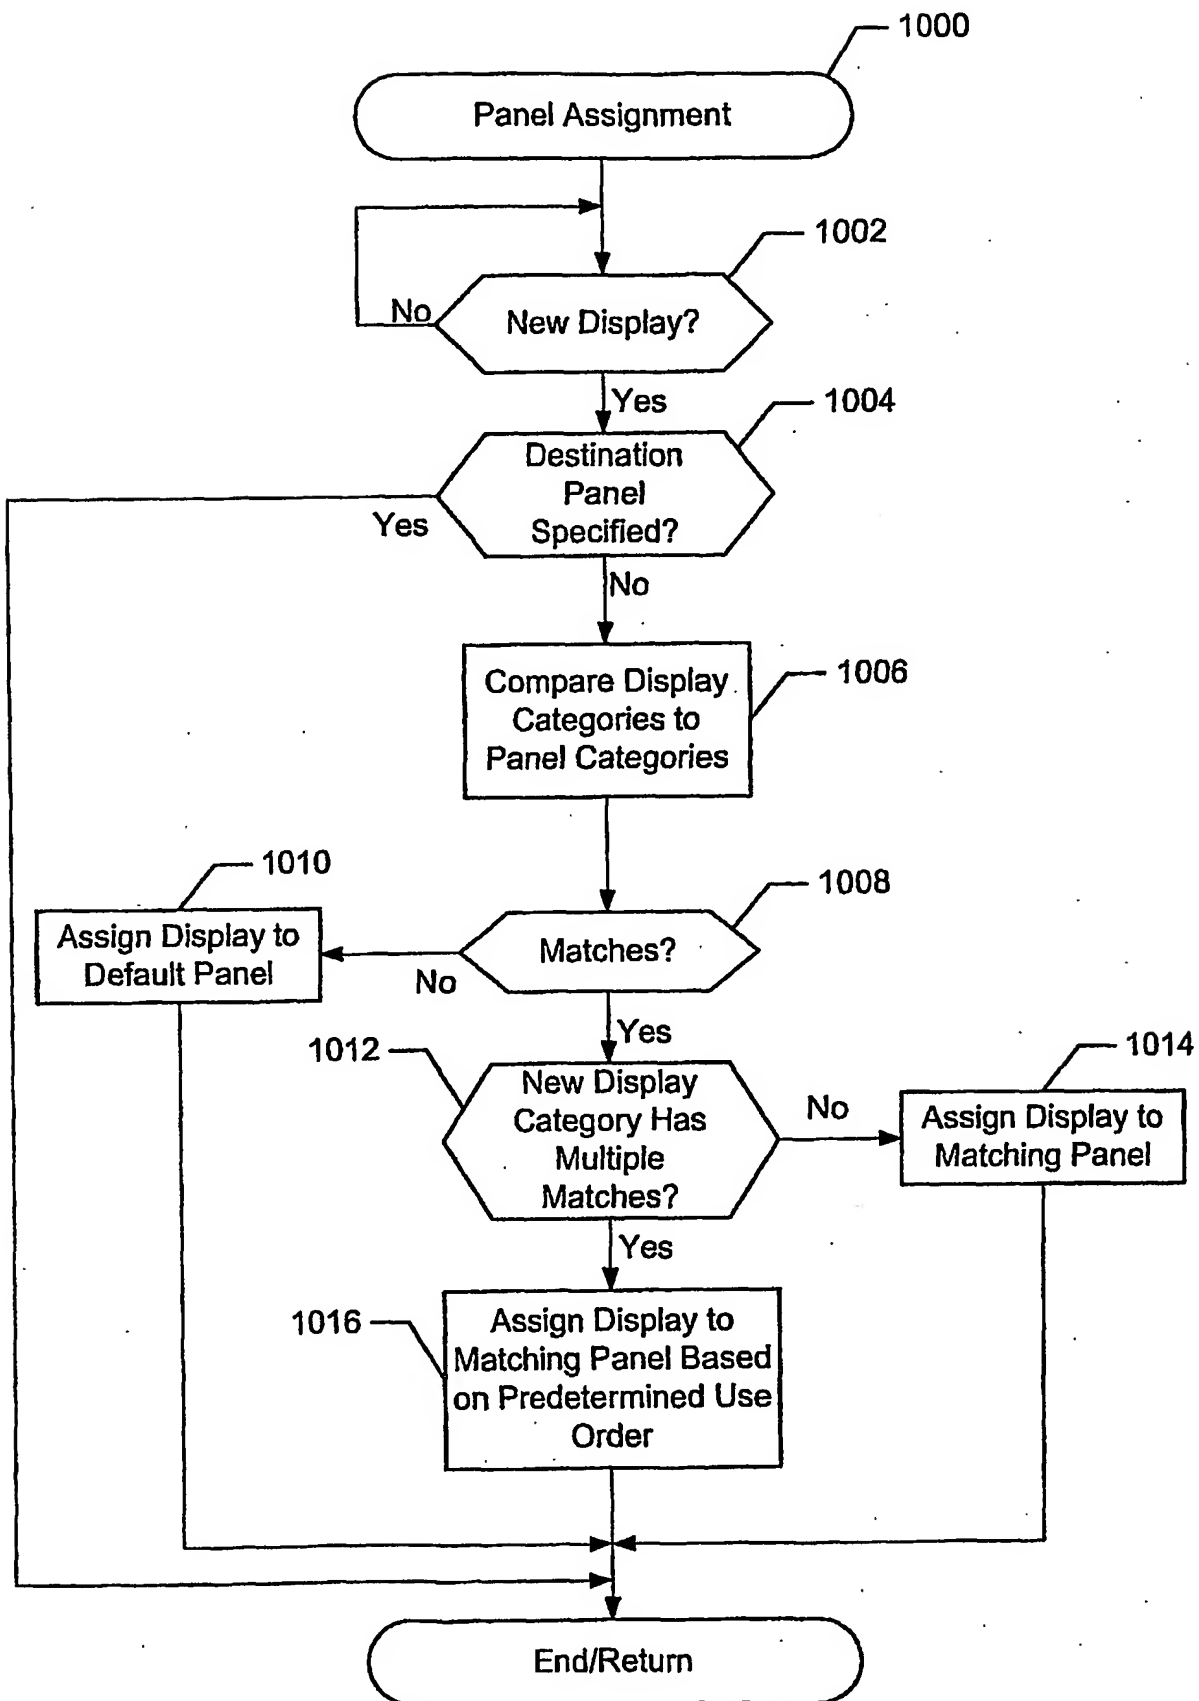 1000
Panel Assignment
1002
No
New Display?
Yes
1004
Destination
Panel
Specified?
Yes
No
1006
Compare Display
Categories to
Panel Categories
1010
1008
Assign Display to
Default Panel
Matches?
No
Yes
1012
1014
New Display
Category Has
Multiple
Matches?
No
Assign Display to
Matching Panel
Yes
1016
Assign Display to
Matching Panel Based
on Predetermined Use
Order
End/Return